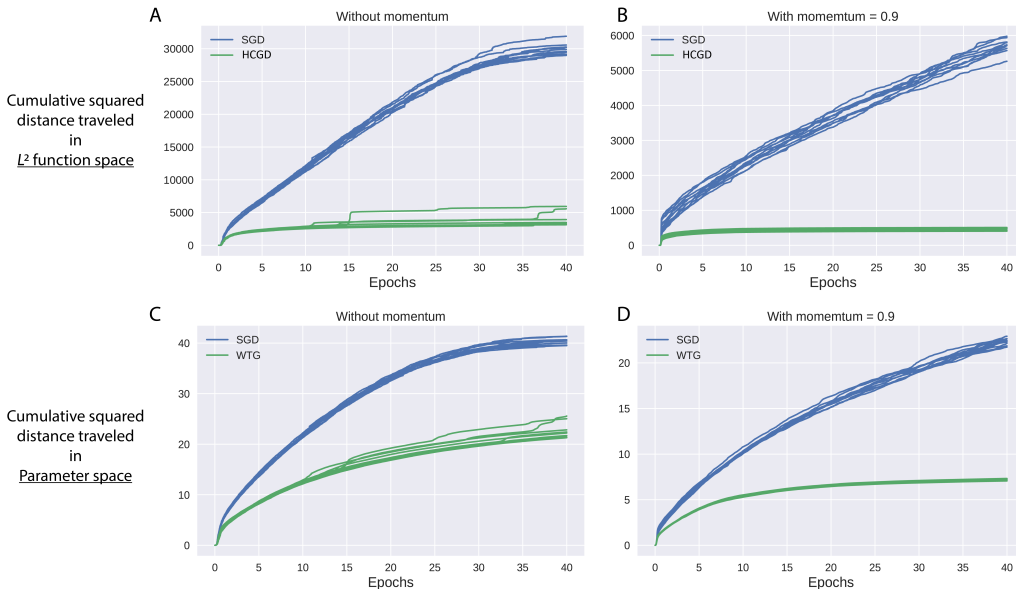 A
Without momentum
SGD
HCGD
30000
25000
20000
15000
10000
5000
0
0 5 10 15 20 25 30 35 40
Epochs
B
With momemtum = 0.9
SGD
HCGD
6000
5000
4000
3000
2000
1000
0
0 5 10 15 20 25 30 35 40
Epochs
Cumulative squared
distance traveled
in
L² function space
C
Without momentum
SGD
WTG
40
30
20
10
0
0 5 10 15 20 25 30 35 40
Epochs
D
With momemtum = 0.9
SGD
WTG
20
15
10
5
0
0 5 10 15 20 25 30 35 40
Epochs
Cumulative squared
distance traveled
in
Parameter space